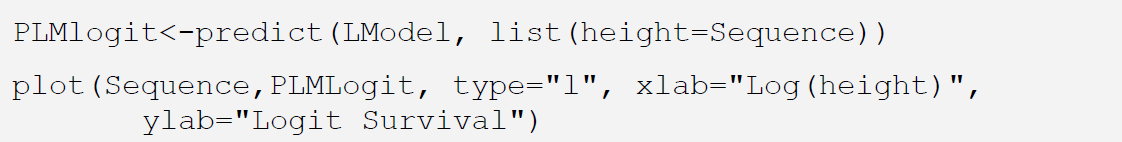 PLMlogit<-predict(LModel, list(height=Sequence))
plot(Sequence,PLMLogit, type="l", xlab="Log(height)",
ylab="Logit Survival")